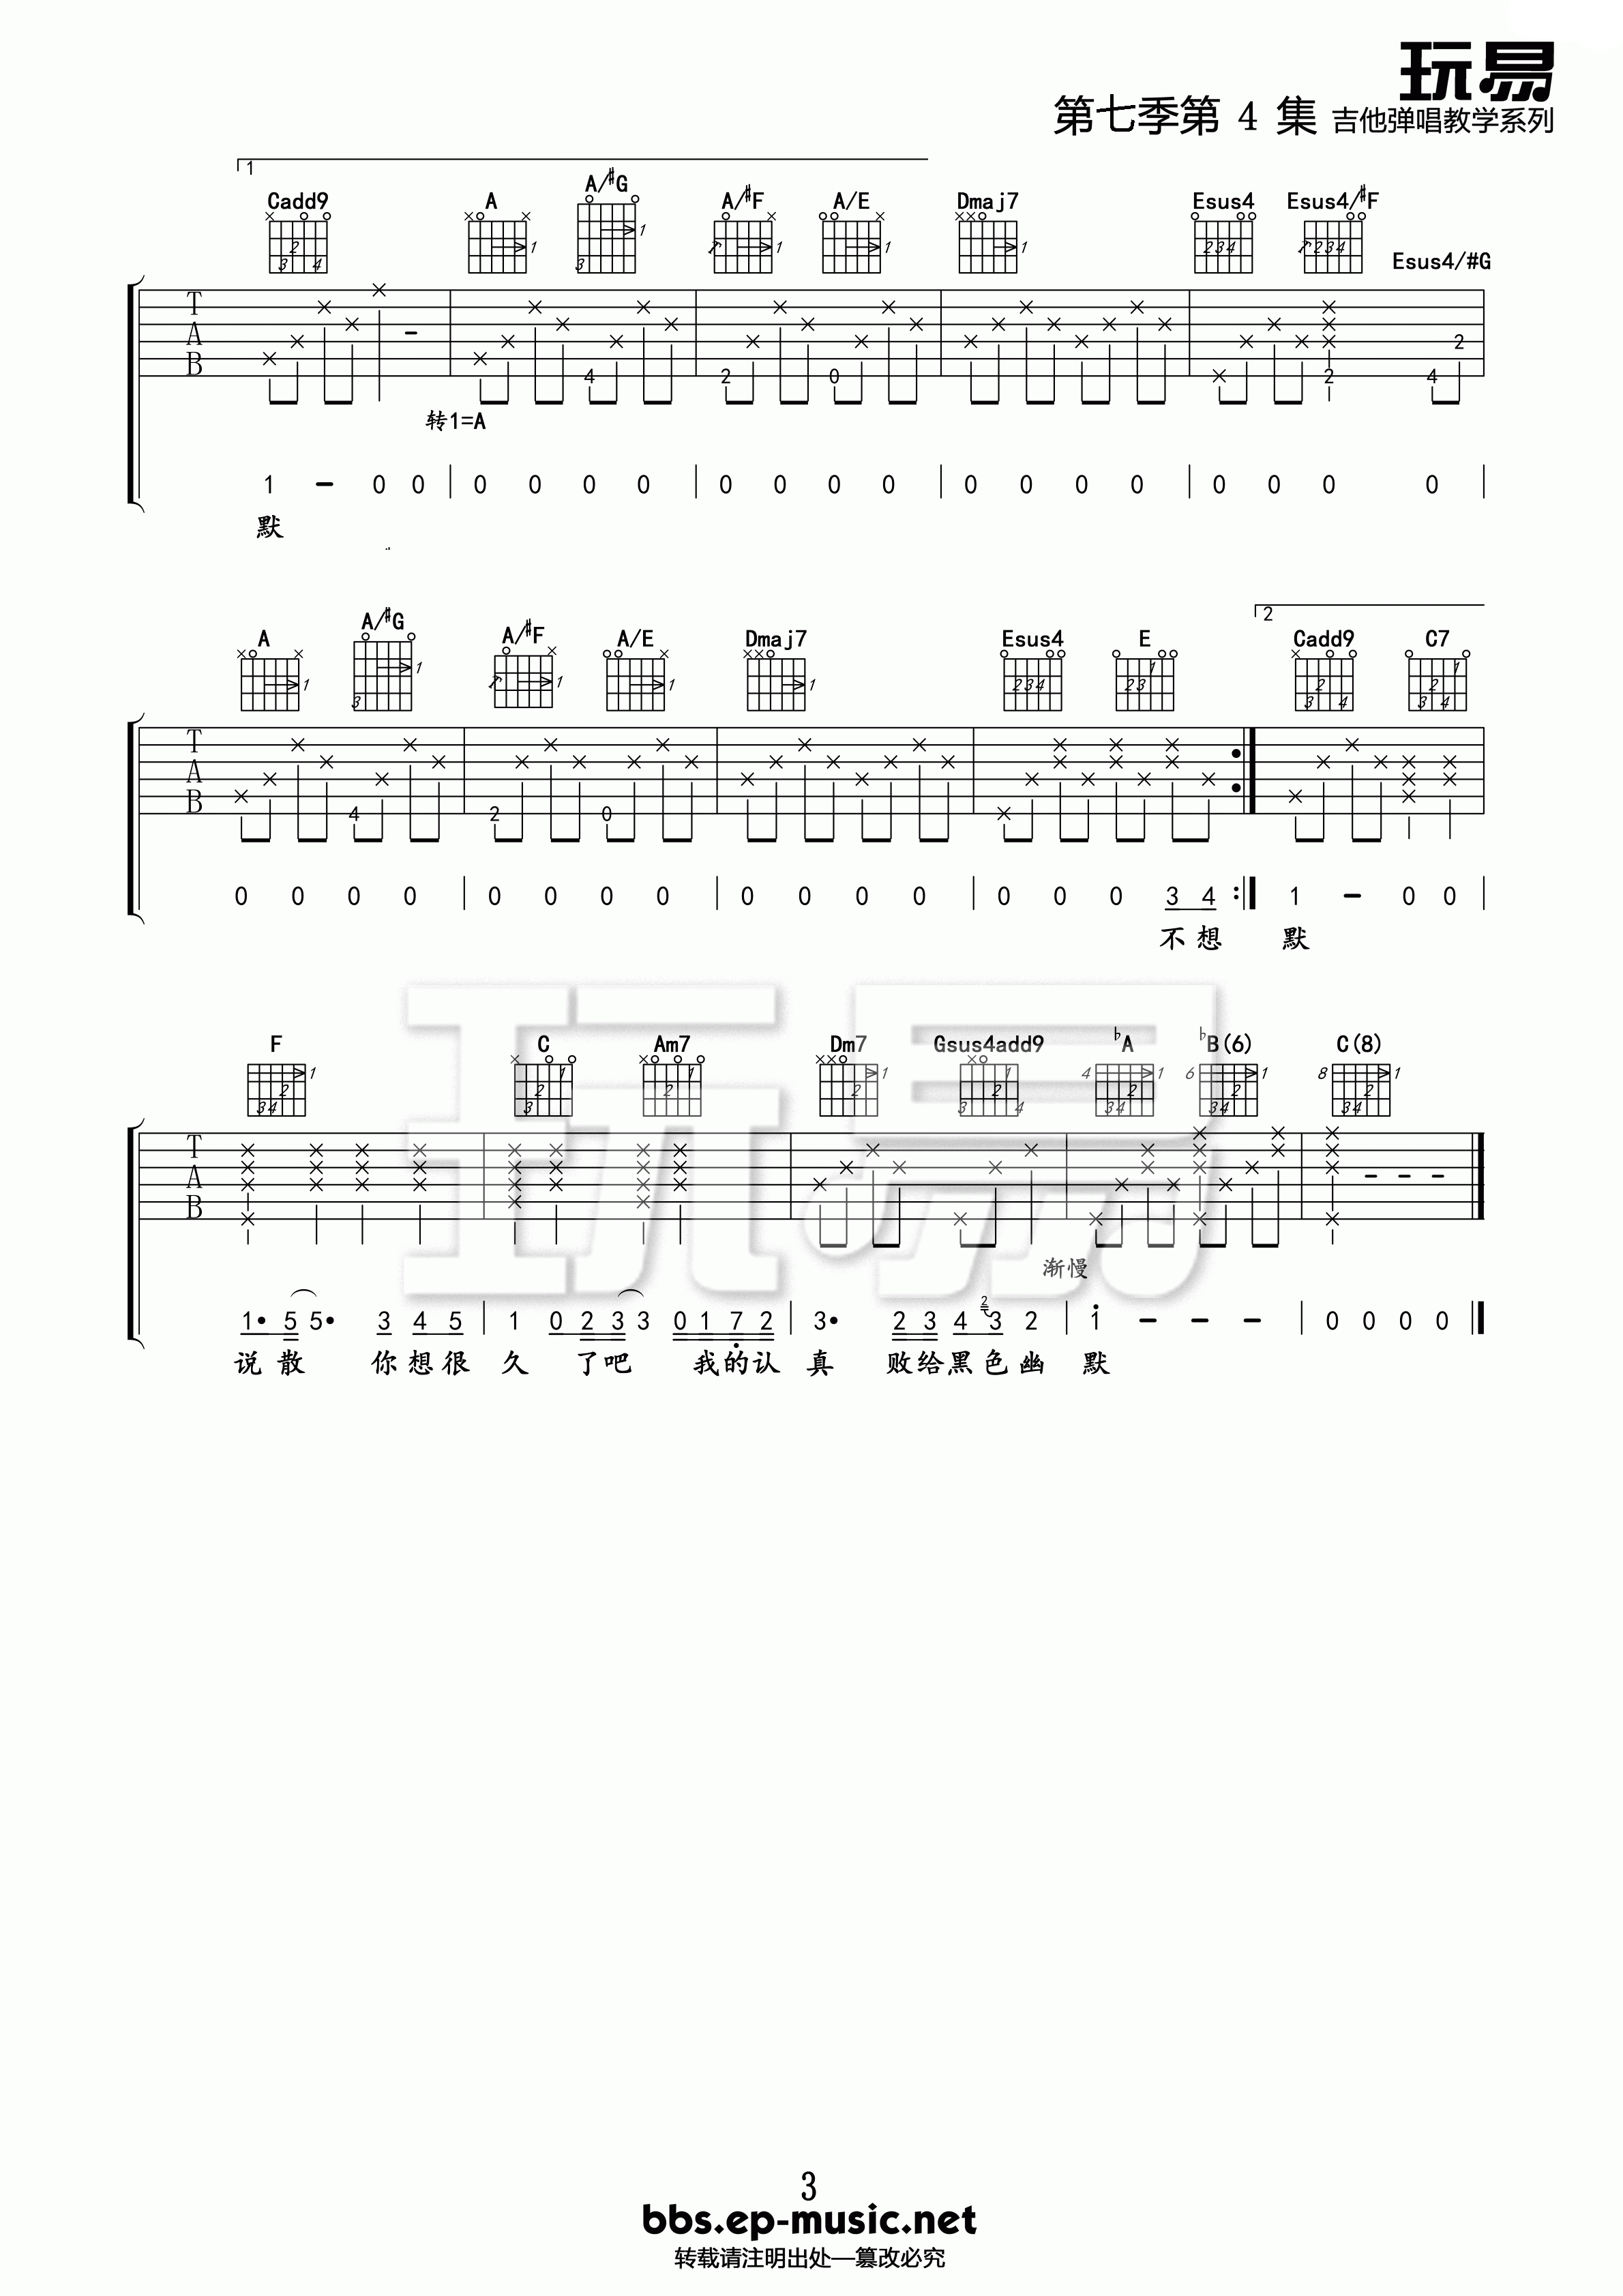 玩易
第七季第 4 集 吉他弹唱教学系列
1
Cadd9 A A/#G A/#F A/E Dmaj7 Esus4 Esus4/#F Esus4/#G
T
A
B
4 2 0 2 4 2
转1=A
1 - 0 0 | 0 0 0 0 | 0 0 0 0 | 0 0 0 0 | 0 0 0 0 |
默
2
A A/#G A/#F A/E Dmaj7 Esus4 E Cadd9 C7
T
A
B
4 2 0
0 0 0 0 | 0 0 0 0 | 0 0 0 0 | 0 0 0 3 4 :| 1 - 0 0 |
不 想 默
F C Am7 Dm7 Gsus4add9 ♭A ♭B(6) C(8)
T
A
B
渐慢
1• 5 5• 3 4 5 | 1 0 2 3 3 0 1 7 2 | 3• 2 3 4 2 3 2 | 1 - - - | 0 0 0 0 |
说 散 你 想 很 久 了 吧 我 的 认 真 败 给 黑 色 幽 默
玩易
3
bbs.ep-music.net
转载请注明出处—篡改必究